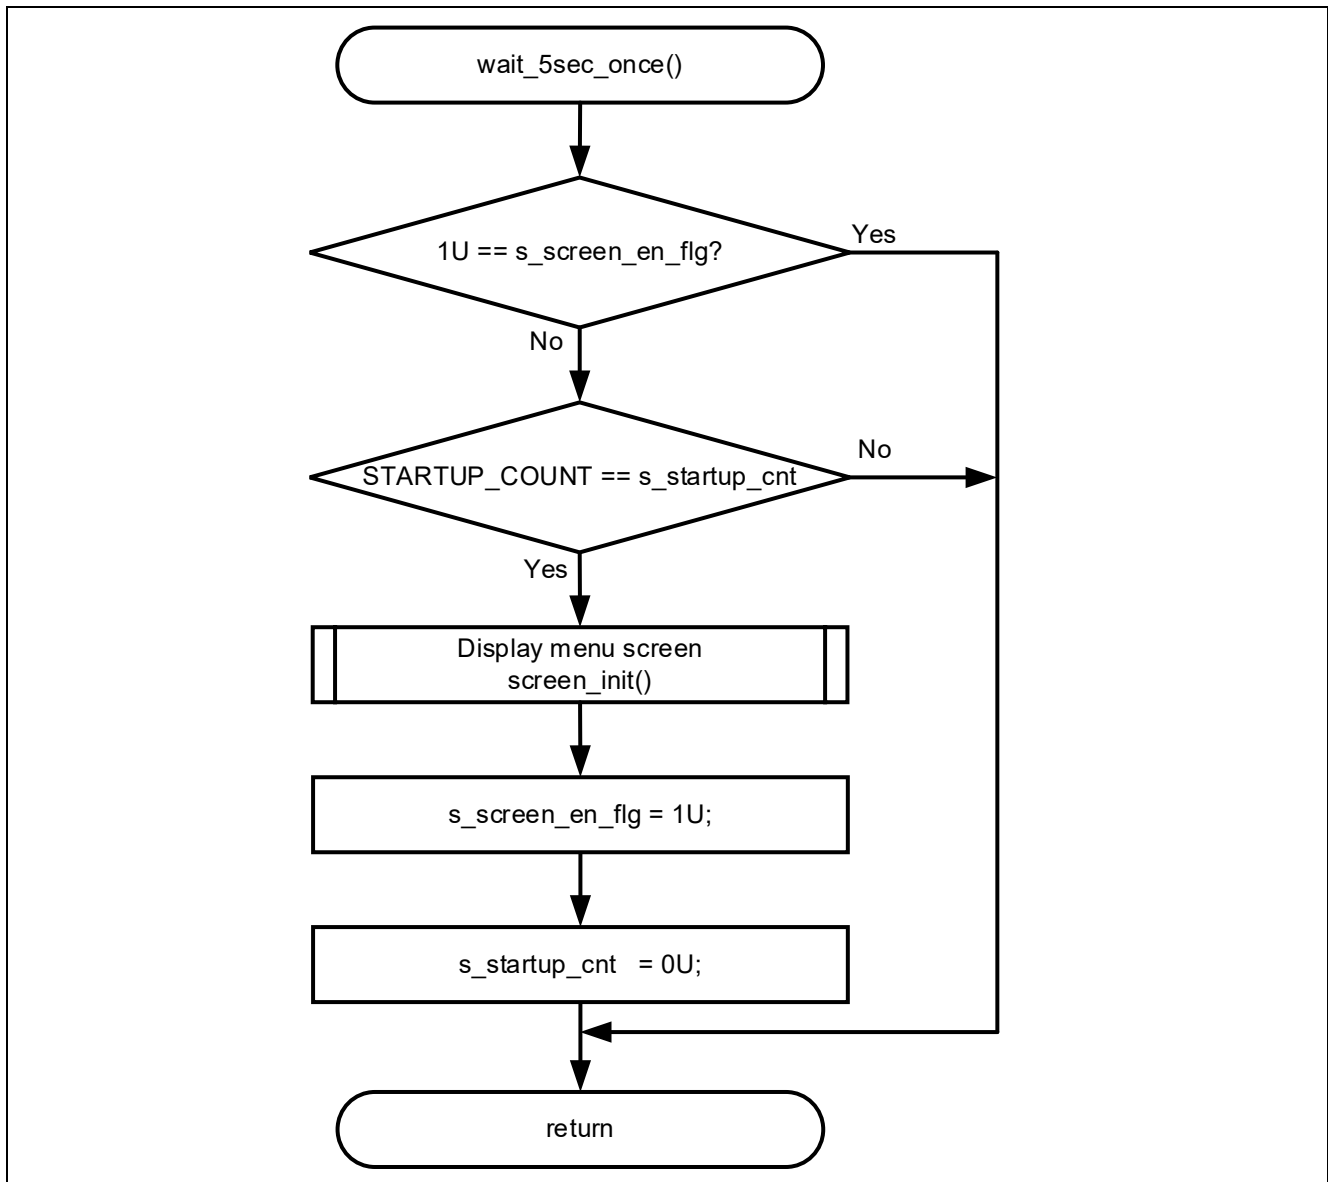 wait_5sec_once()
1U == s_screen_en_flg?
Yes
No
STARTUP_COUNT == s_startup_cnt
No
Yes
Display menu screen
screen_init()
s_screen_en_flg = 1U;
s_startup_cnt   = 0U;
return